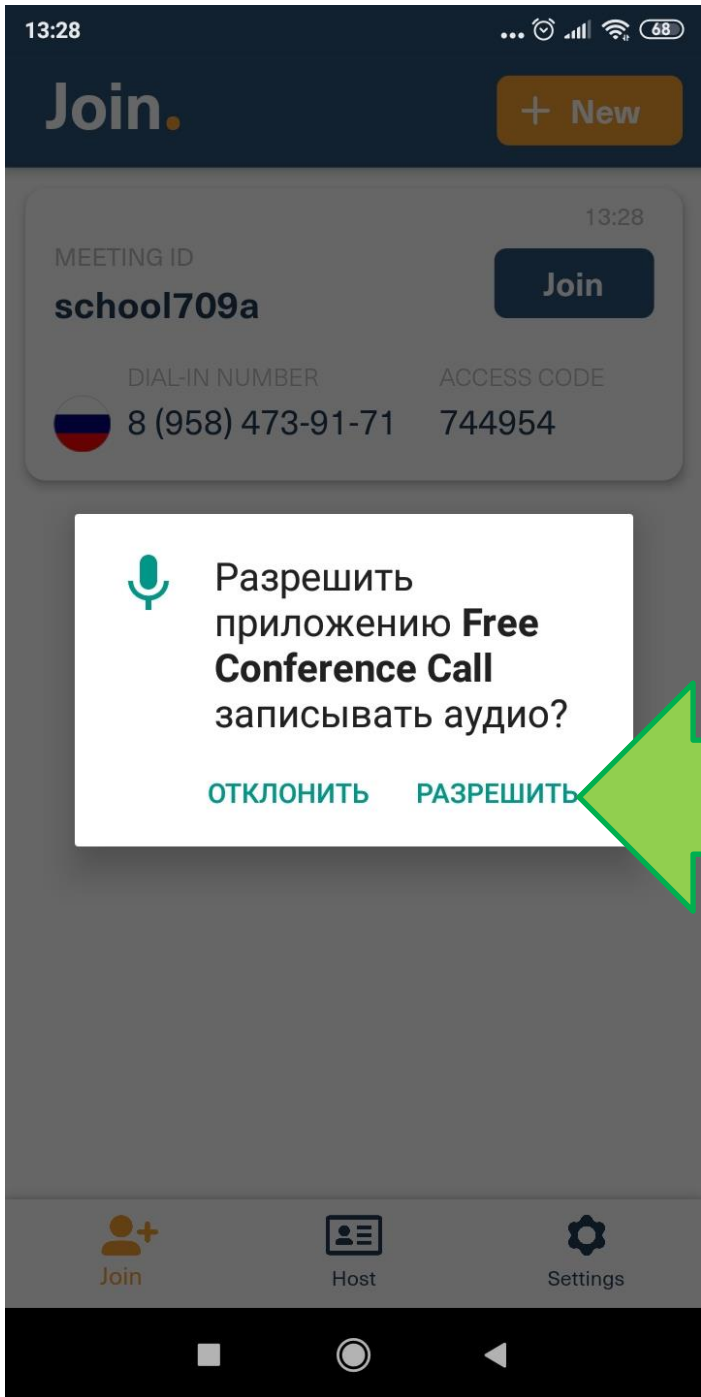 13:28
68
Join.
+ New
13:28
MEETING ID
school709a
Join
DIAL-IN NUMBER
ACCESS CODE
8 (958) 473-91-71
744954
Разрешить
приложению Free
Conference Call
записывать аудио?
ОТКЛОНИТЬ
РАЗРЕШИТЬ
Join
Host
Settings